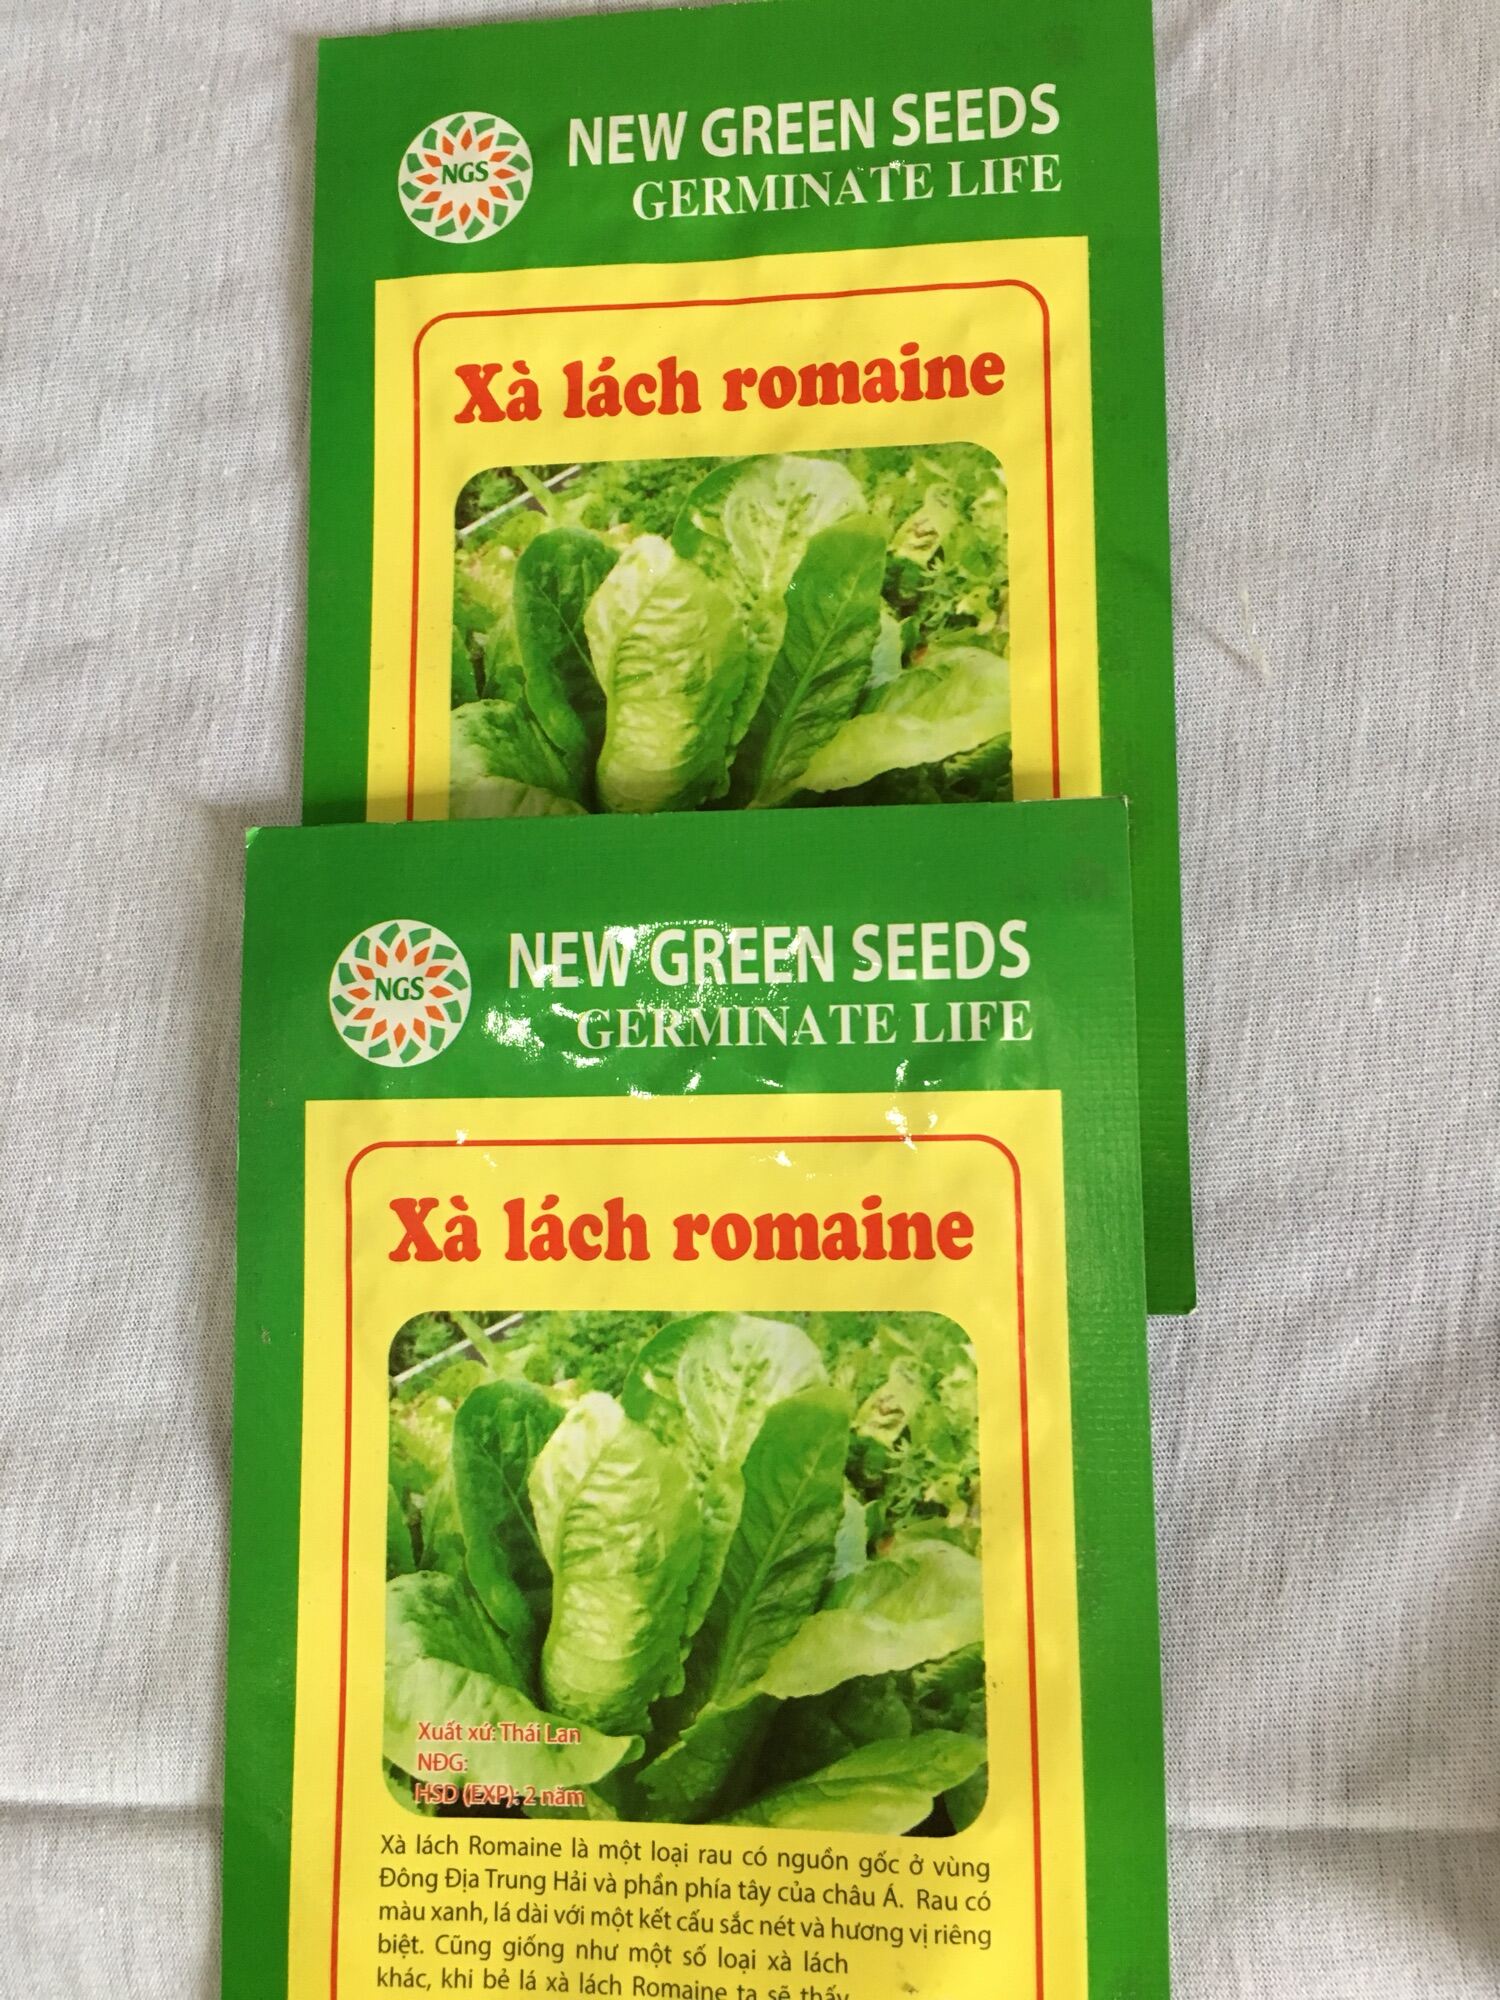 NGS
NEW GREEN SEEDS
GERMINATE LIFE
Xà lách romaine
NGS
NEW GREEN SEEDS
GERMINATE LIFE
Xà lách romaine
Xuất xứ: Thái Lan
NĐG:
HSD (EXP): 2 năm
Xà lách Romaine là một loại rau có nguồn gốc ở vùng
Đông Địa Trung Hải và phần phía tây của châu Á. Rau có
màu xanh, lá dài với một kết cấu sắc nét và hương vị riêng
biệt. Cũng giống như một số loại xà lách
khác, khi bẻ lá xà lách Romaine ta sẽ thấy